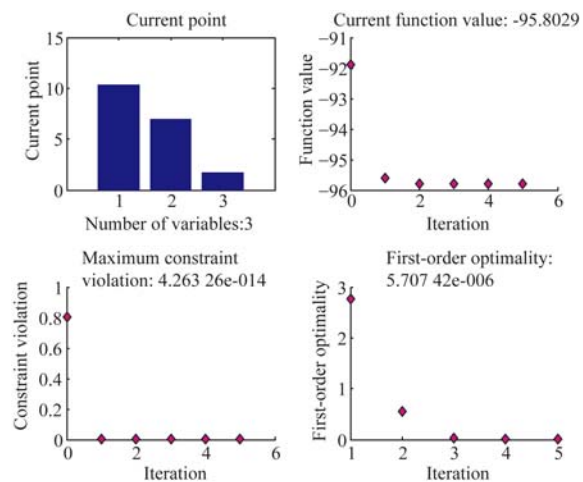 Current point
Current point
15
10
5
0
1 2 3
Number of variables:3
Current function value: -95.8029
Function value
−91
−92
−93
−94
−95
−96
0 2 4 6
Iteration
Maximum constraint
violation: 4.263 26e-014
Constraint violation
1
0.8
0.6
0.4
0.2
0
0 2 4 6
Iteration
First-order optimality:
5.707 42e-006
First-order optimality
3
2
1
0
1 2 3 4 5
Iteration